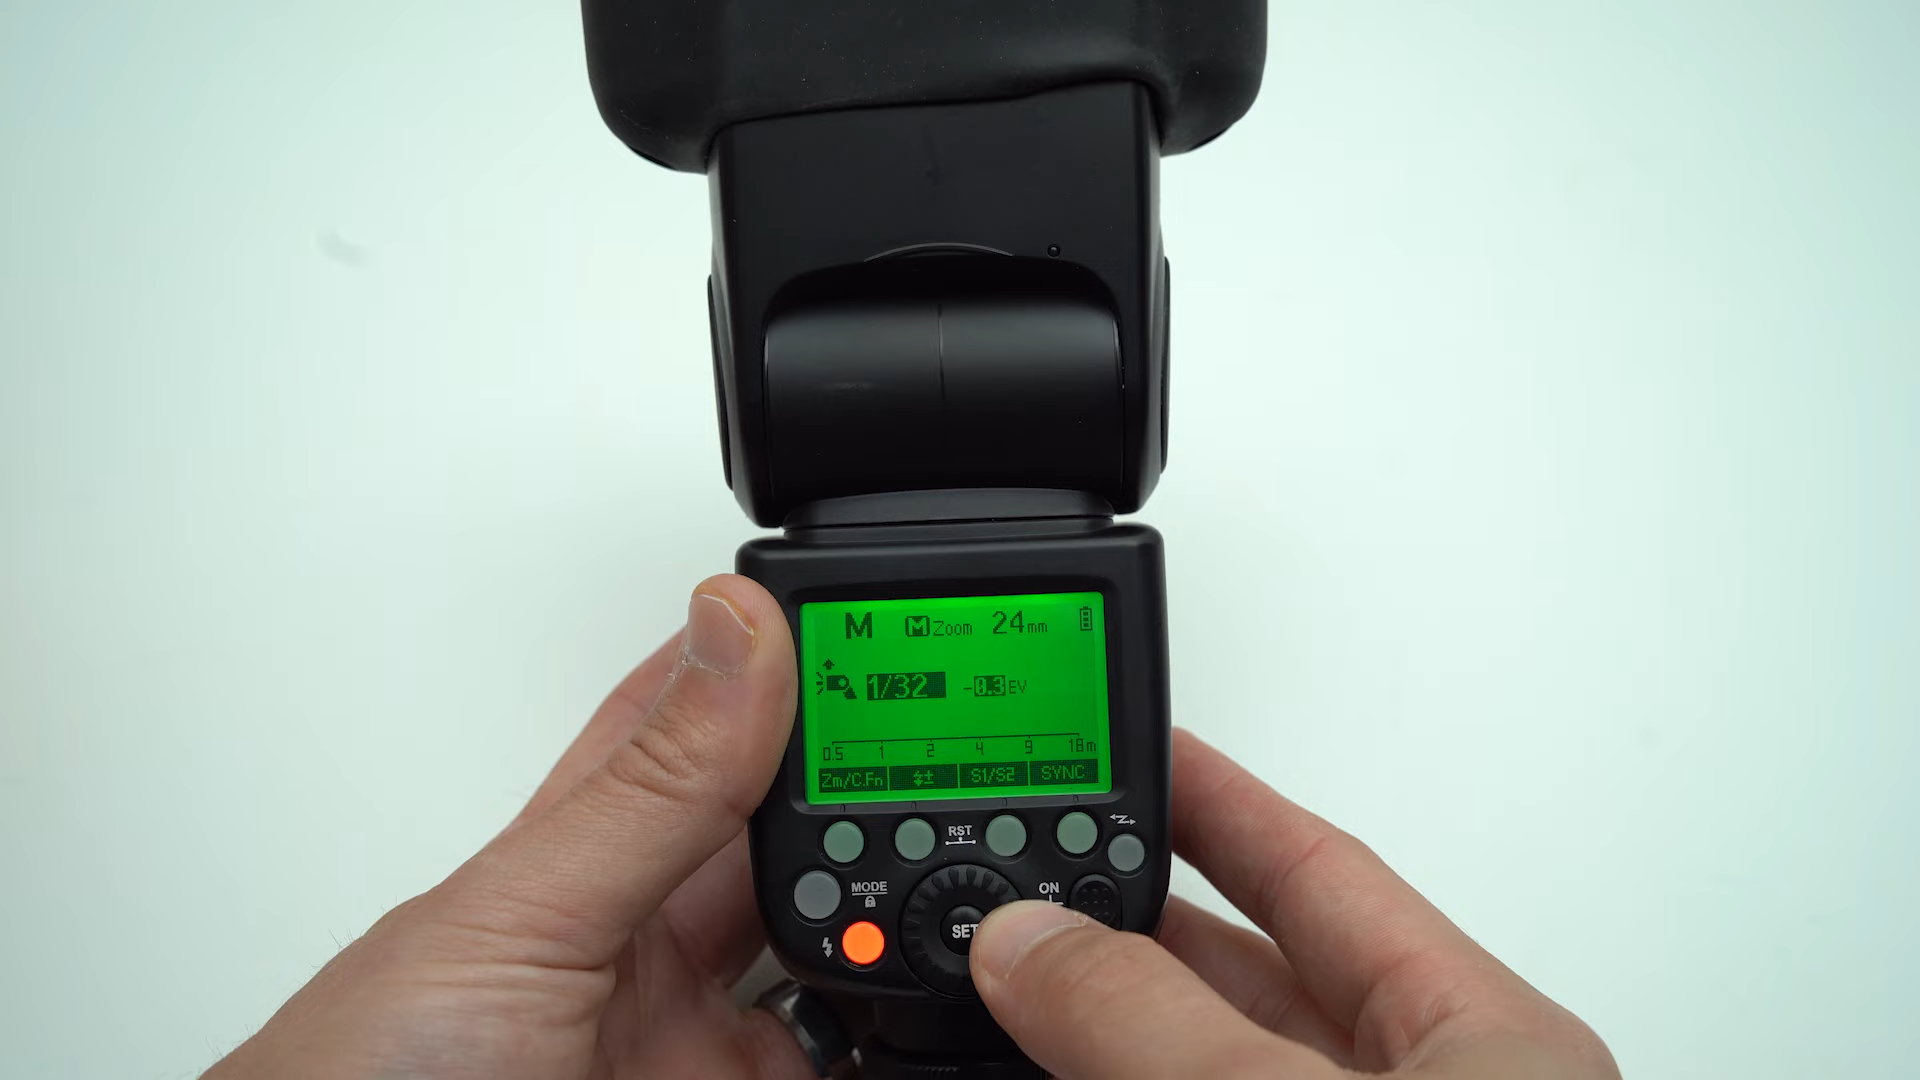 M M Zoom 24mm
1/32 -0.3EV
0.5 1 2 4 9 18m
Zm/C.Fn ± S1/S2 SYNC
RST
MODE ON
SET